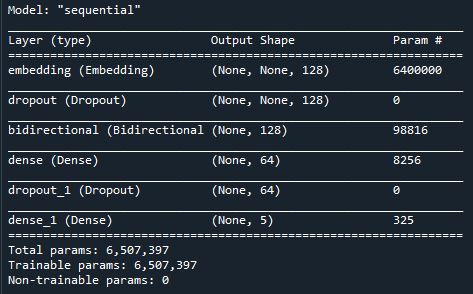 Model: "sequential"
Layer (type) Output Shape Param #
embedding (Embedding) (None, None, 128) 6400000
dropout (Dropout) (None, None, 128) 0
bidirectional (Bidirectional (None, 128) 98816
dense (Dense) (None, 64) 8256
dropout_1 (Dropout) (None, 64) 0
dense_1 (Dense) (None, 5) 325
Total params: 6,507,397
Trainable params: 6,507,397
Non-trainable params: 0